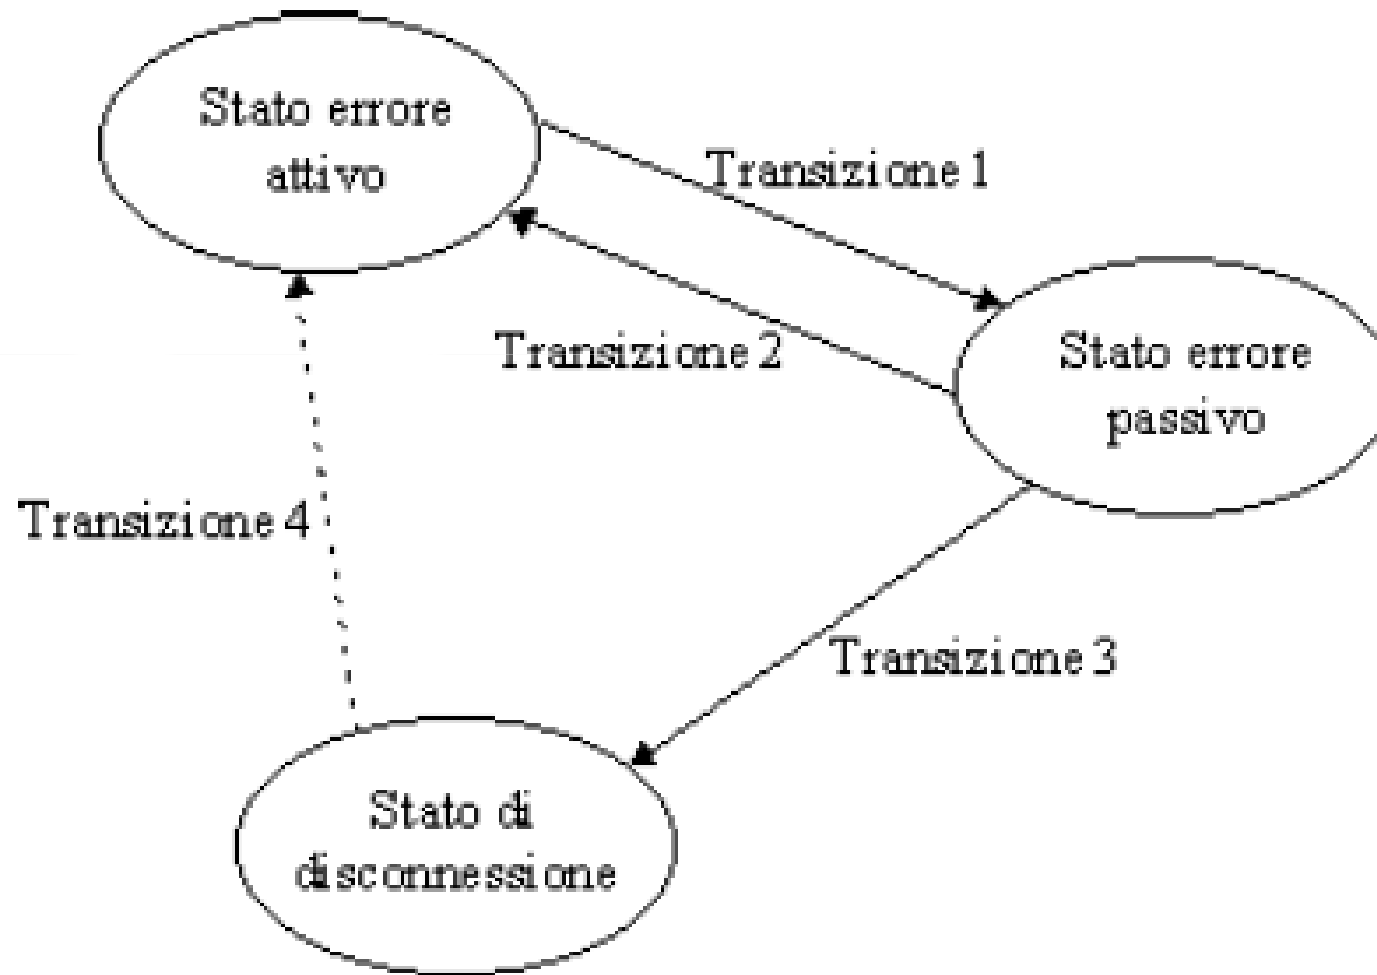 Stato errore
attivo
Transizione 1
Transizione 2
Stato errore
passivo
Transizione 4
Transizione 3
Stato di
disconnessione